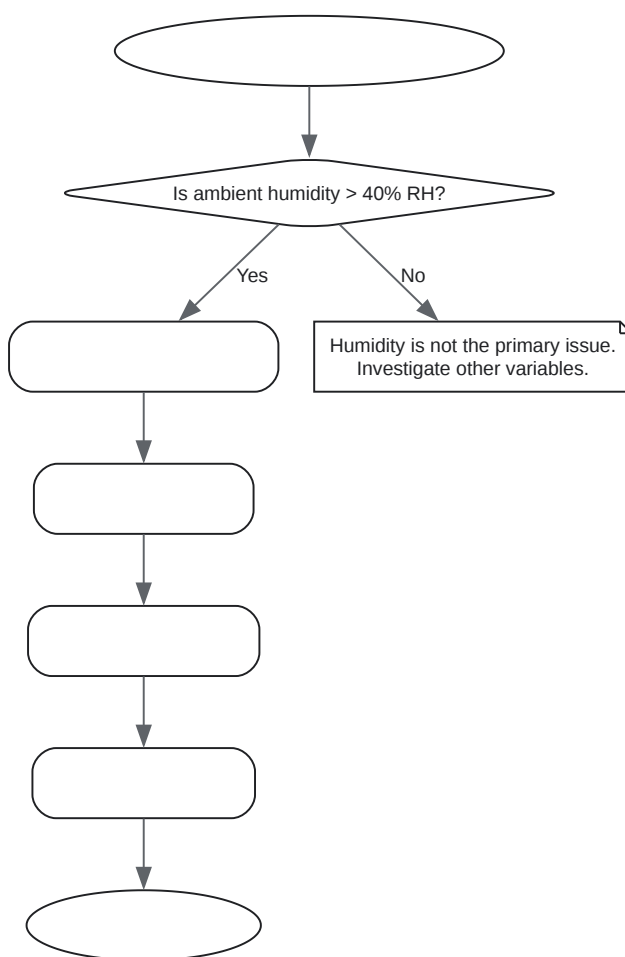 Is ambient humidity > 40% RH?
Yes
No
Humidity is not the primary issue.
Investigate other variables.